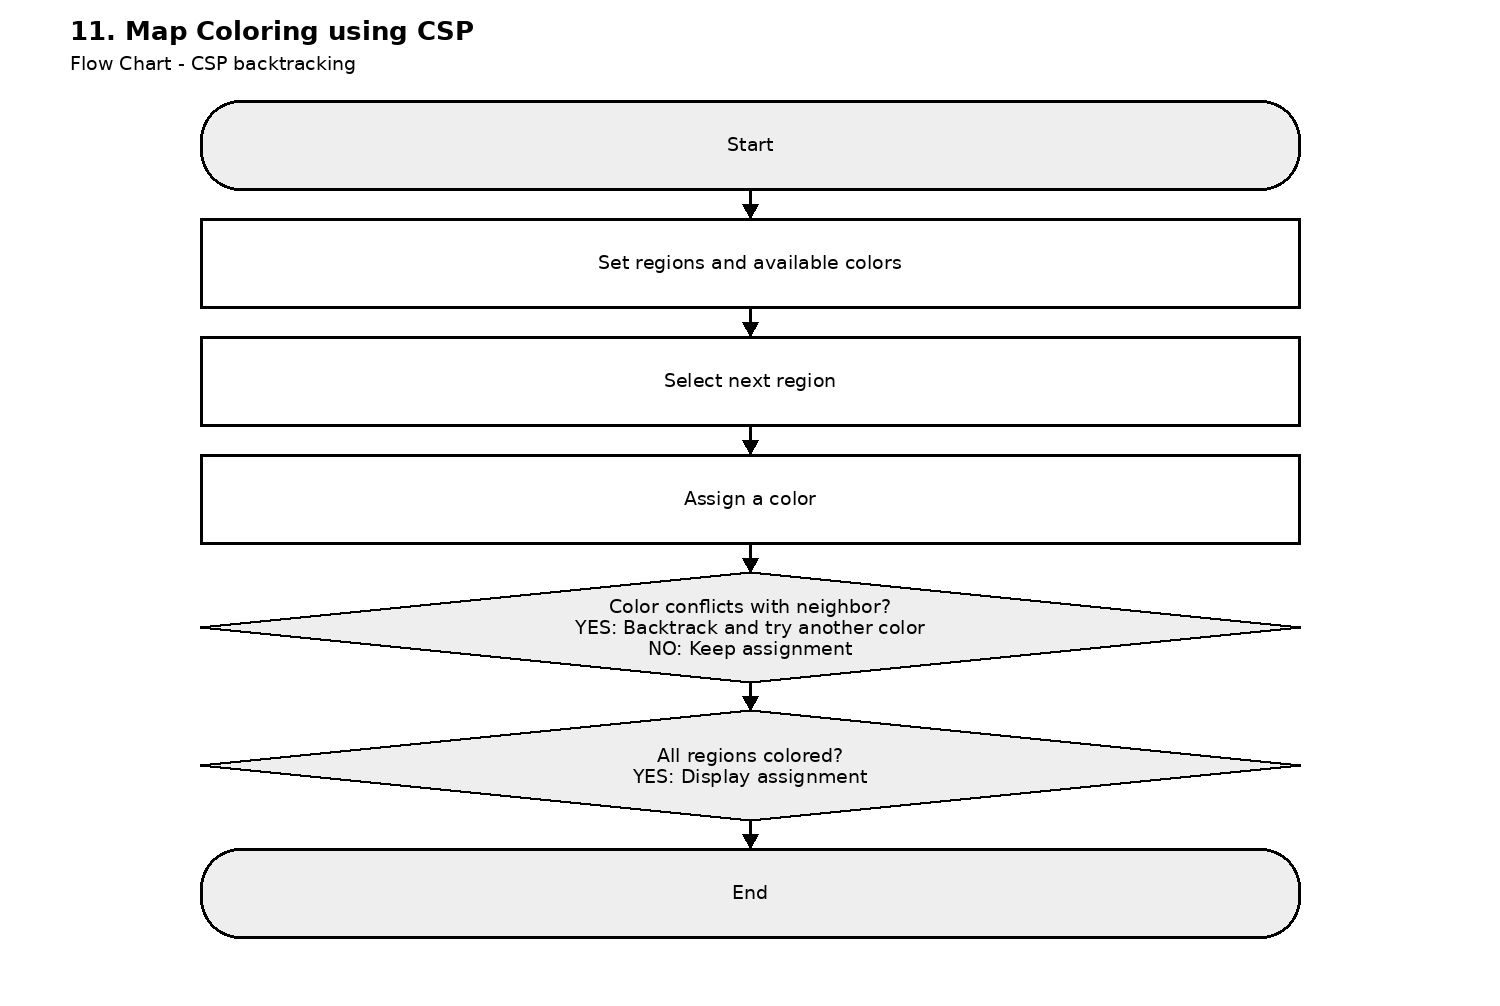 11. Map Coloring using CSP
Flow Chart - CSP backtracking
Start
Set regions and available colors
Select next region
Assign a color
Color conflicts with neighbor?
YES: Backtrack and try another color
NO: Keep assignment
All regions colored?
YES: Display assignment
End